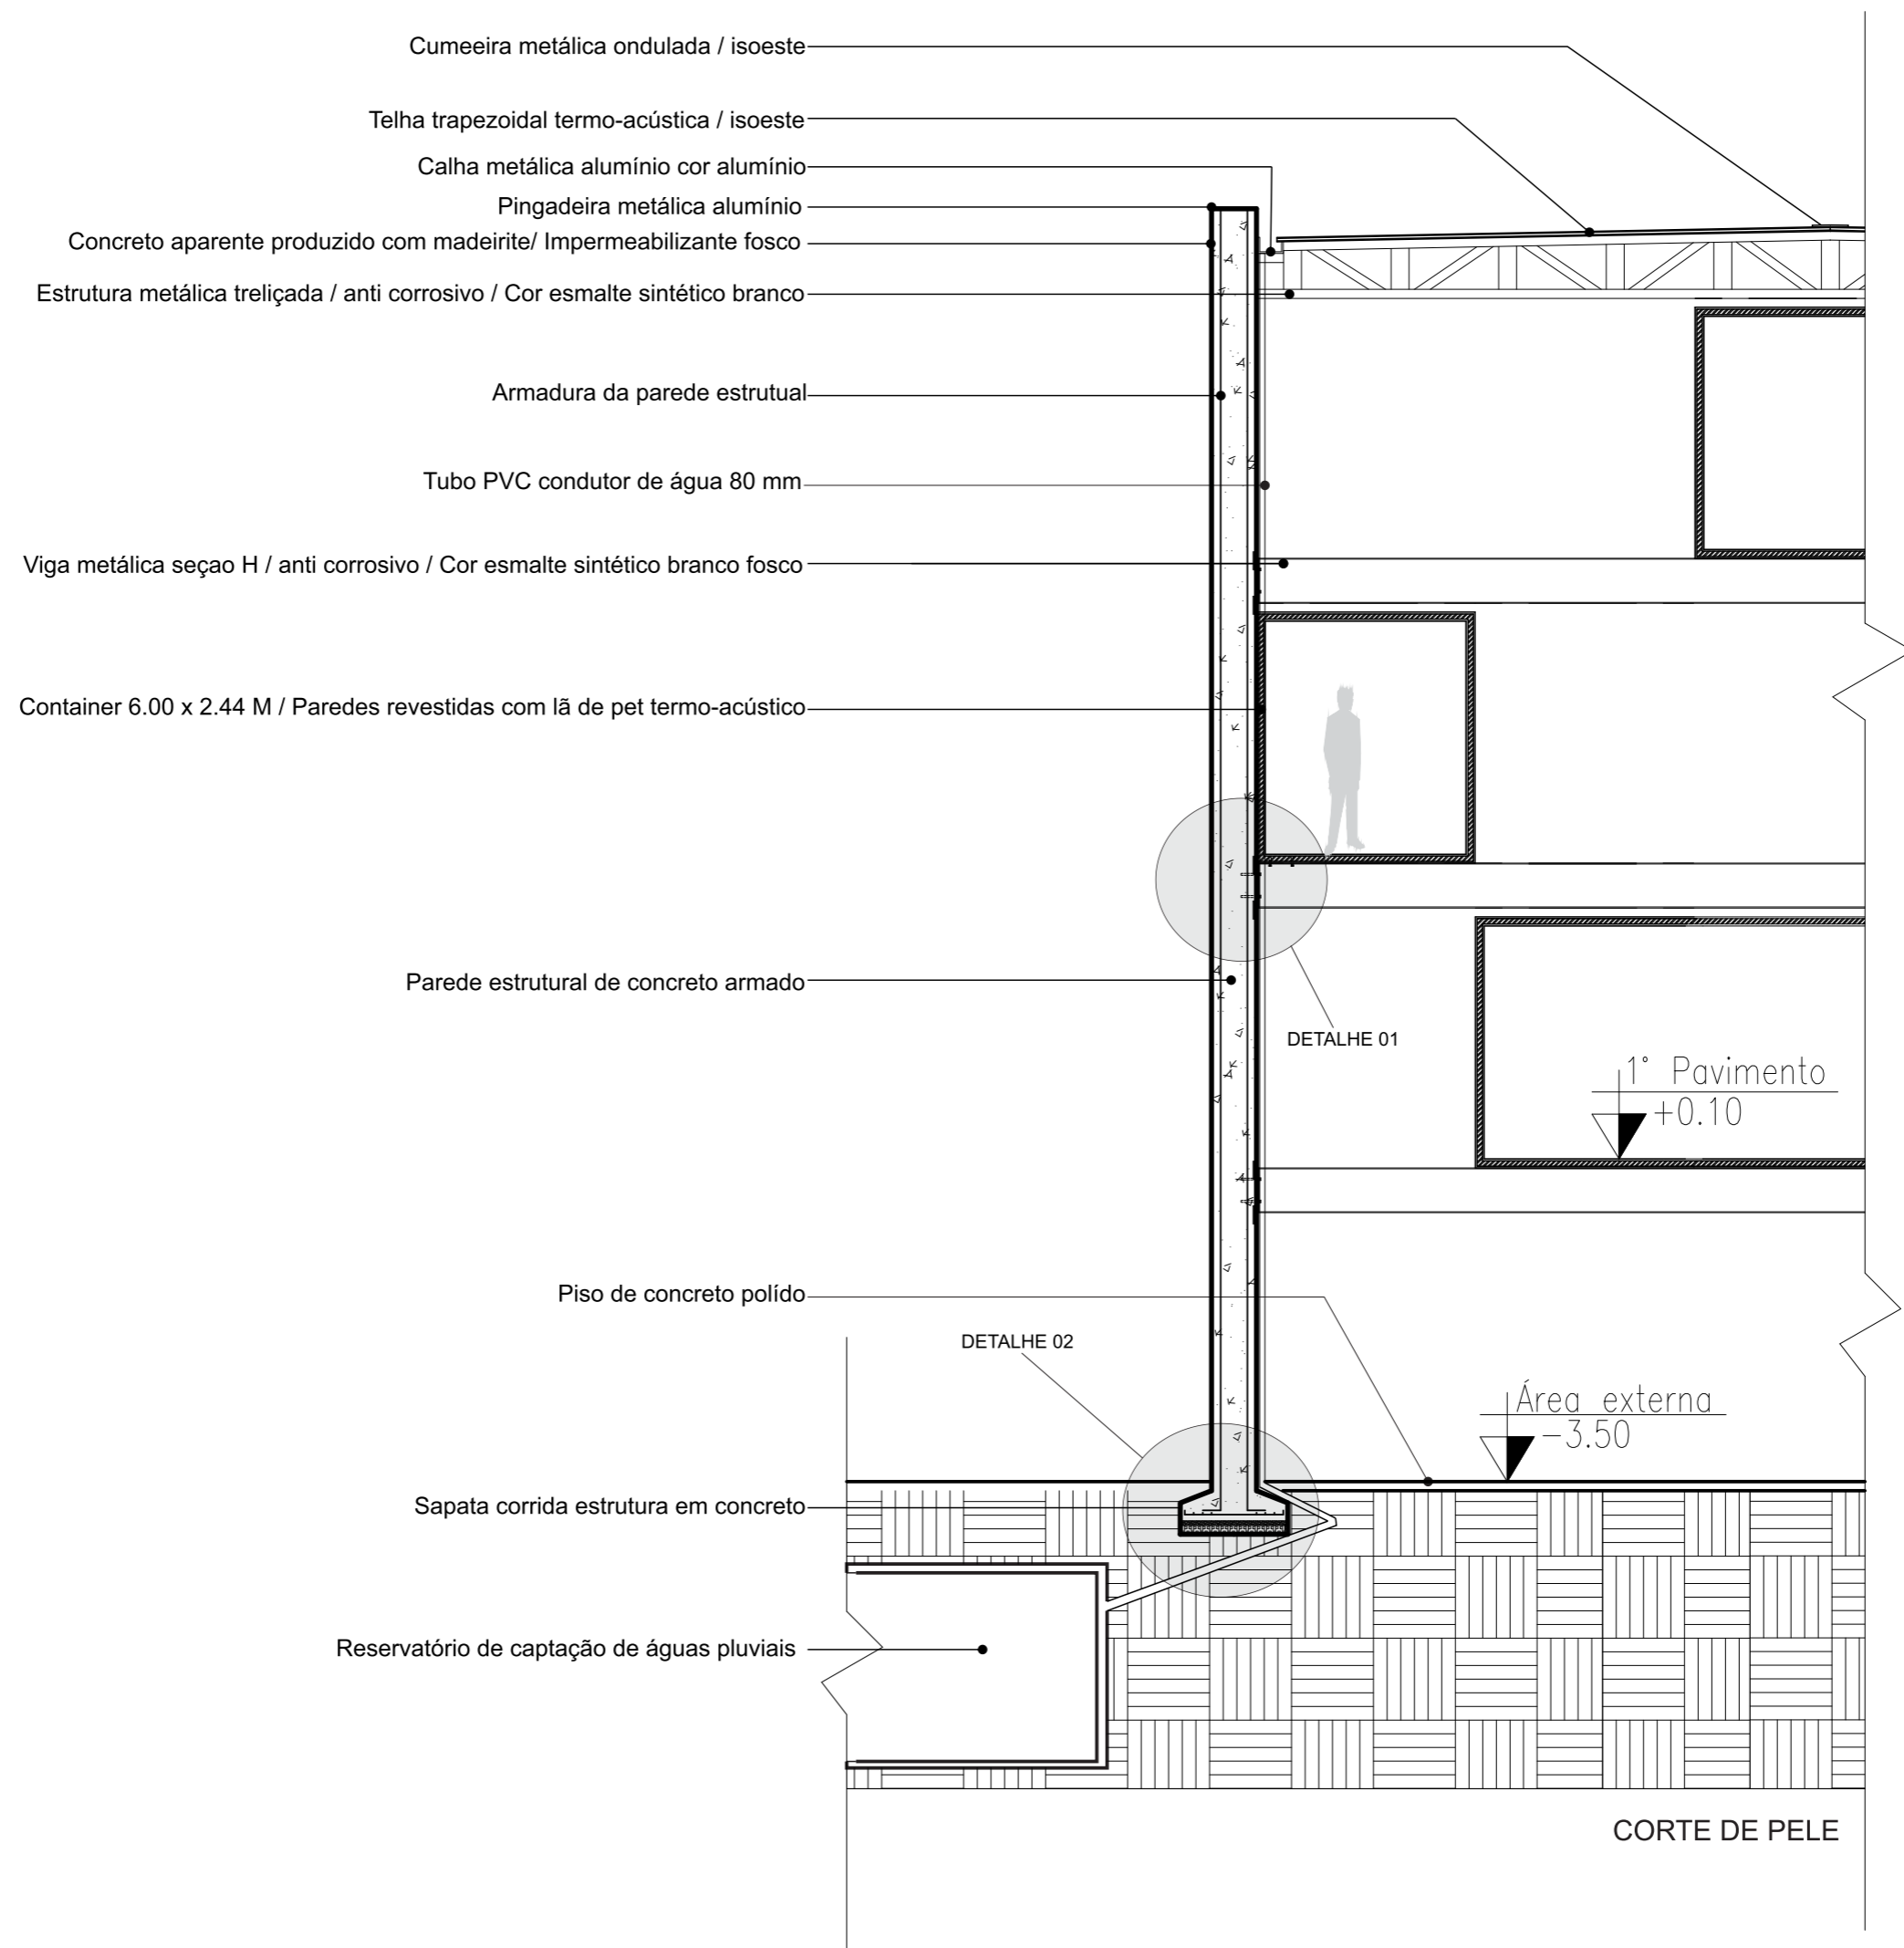 Cumeeira metálica ondulada / isoeste
Telha trapezoidal termo-acústica / isoeste
Calha metálica alumínio cor alumínio
Pingadeira metálica alumínio
Concreto aparente produzido com madeirite/ Impermeabilizante fosco
Estrutura metálica treliçada / anti corrosivo / Cor esmalte sintético branco
Armadura da parede estrutual
Tubo PVC condutor de água 80 mm
Viga metálica seçao H / anti corrosivo / Cor esmalte sintético branco fosco
Container 6.00 x 2.44 M / Paredes revestidas com lã de pet termo-acústico
Parede estrutural de concreto armado
DETALHE 01
1° Pavimento
+0.10
Piso de concreto polído
DETALHE 02
Área externa
-3.50
Sapata corrida estrutura em concreto
Reservatório de captação de águas pluviais
CORTE DE PELE